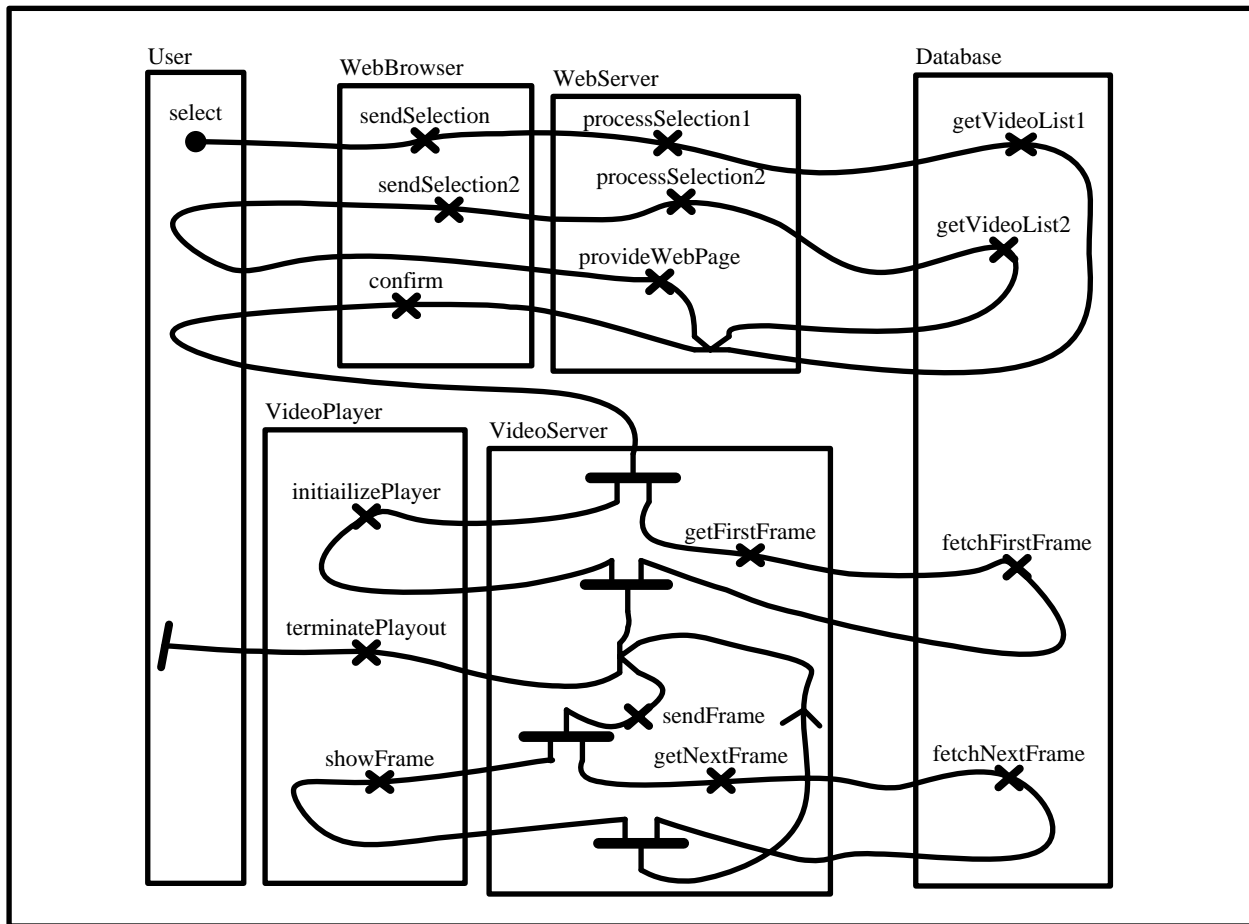 User
WebBrowser
WebServer
Database
select
sendSelection
processSelection1
getVideoList1
sendSelection2
processSelection2
getVideoList2
provideWebPage
confirm
VideoPlayer
VideoServer
initiailizePlayer
getFirstFrame
fetchFirstFrame
terminatePlayout
sendFrame
showFrame
getNextFrame
fetchNextFrame